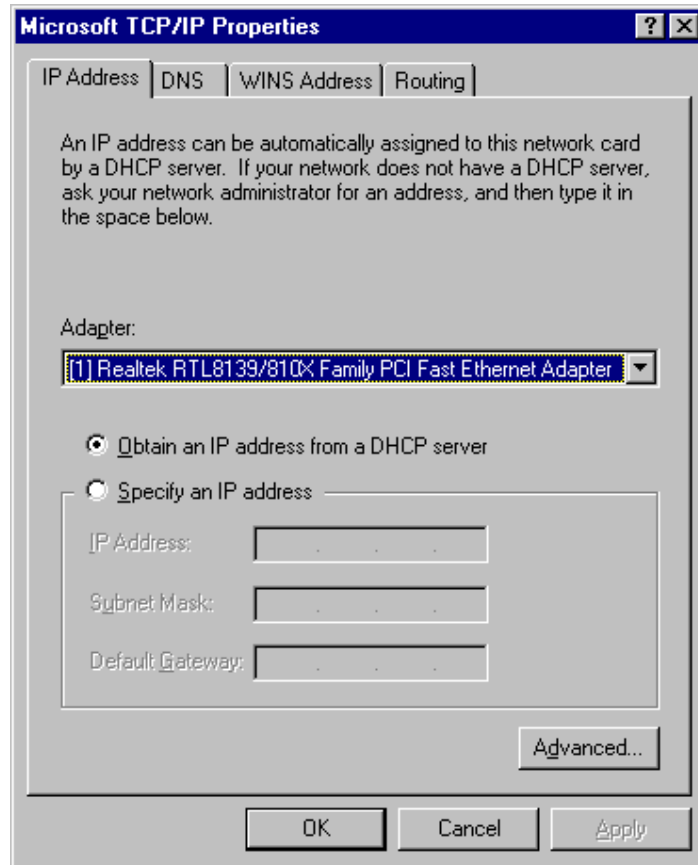 Microsoft TCP/IP Properties
IP Address DNS WINS Address Routing
An IP address can be automatically assigned to this network card
by a DHCP server. If your network does not have a DHCP server,
ask your network administrator for an address, and then type it in
the space below.
Adapter:
[1] Realtek RTL8139/810X Family PCI Fast Ethernet Adapter
Obtain an IP address from a DHCP server
Specify an IP address
IP Address:
Subnet Mask:
Default Gateway:
Advanced...
OK Cancel Apply